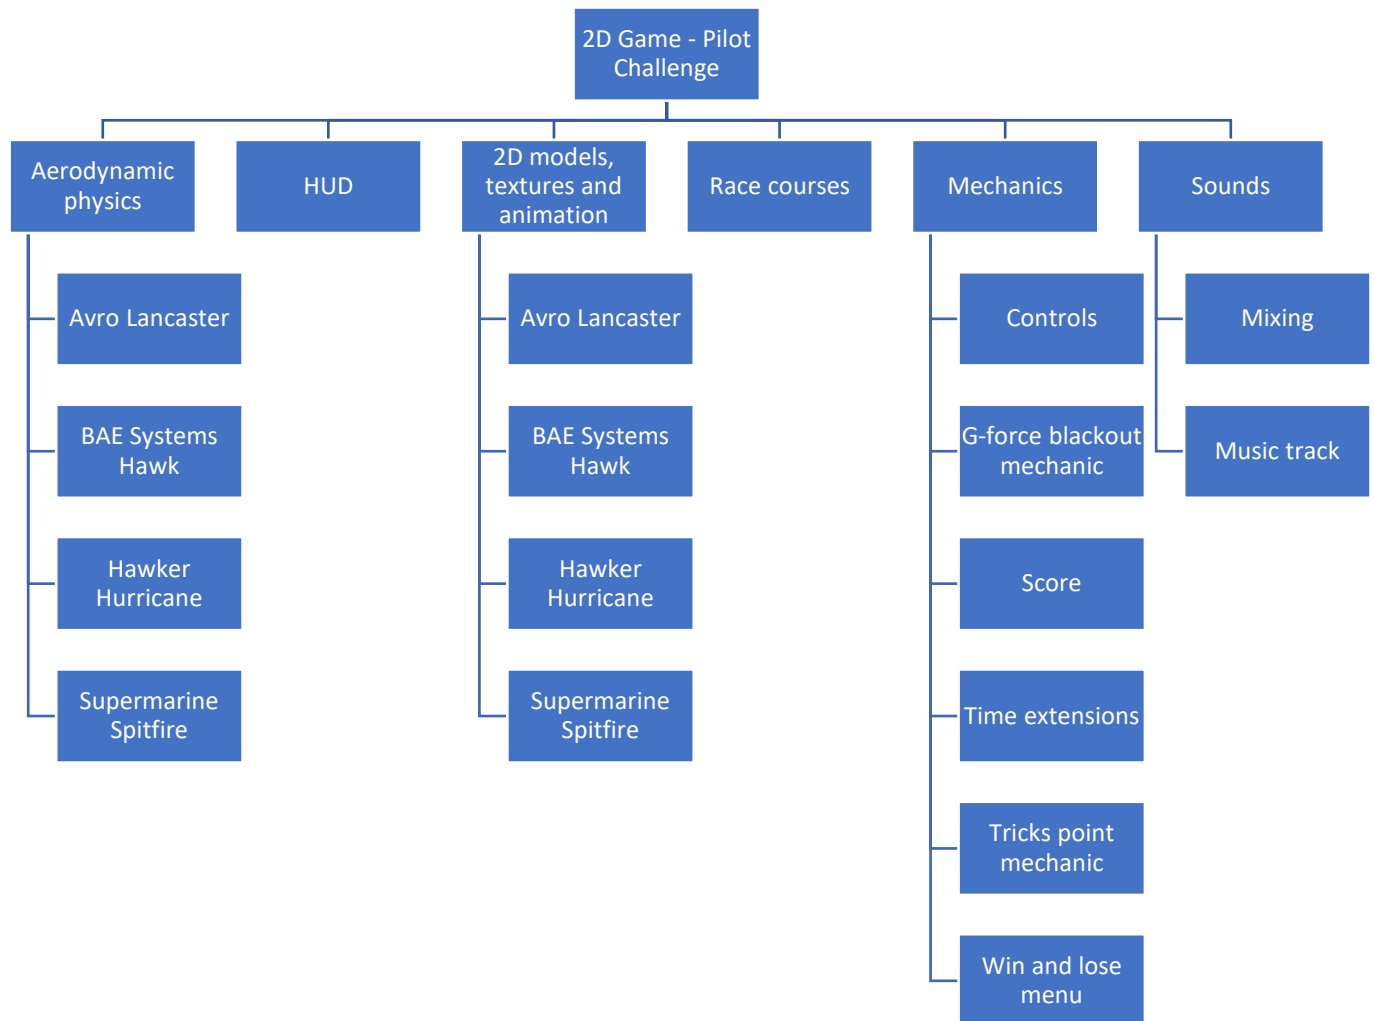 2D Game - Pilot
Challenge
Aerodynamic
physics
HUD
2D models,
textures and
animation
Race courses
Mechanics
Sounds
Avro Lancaster
BAE Systems
Hawk
Hawker
Hurricane
Supermarine
Spitfire
Avro Lancaster
BAE Systems
Hawk
Hawker
Hurricane
Supermarine
Spitfire
Controls
G-force blackout
mechanic
Score
Time extensions
Tricks point
mechanic
Win and lose
menu
Mixing
Music track